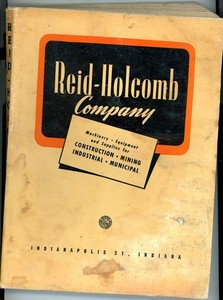 Reid-Holcomb
Company
Machinery • Equipment
and Supplies for
CONSTRUCTION • MINING
INDUSTRIAL • MUNICIPAL
INDIANAPOLIS 21, INDIANA